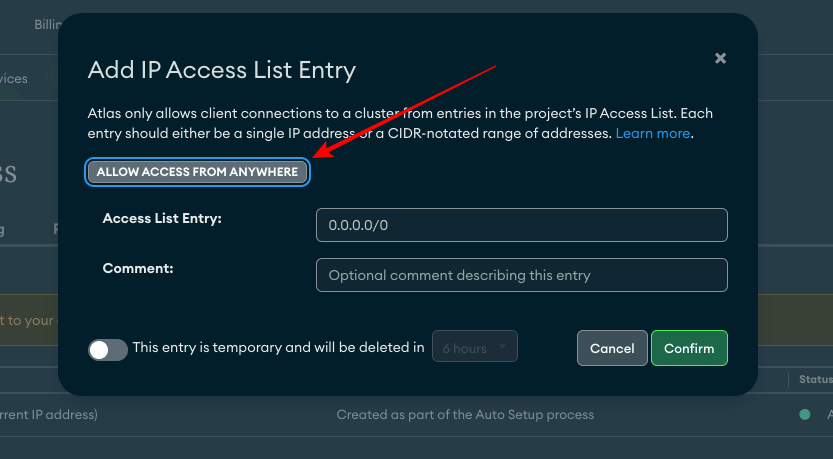 Add IP Access List Entry
Atlas only allows client connections to a cluster from entries in the project's IP Access List. Each
entry should either be a single IP address or a CIDR-notated range of addresses. Learn more.
ALLOW ACCESS FROM ANYWHERE
Access List Entry: 0.0.0.0/0
Comment: Optional comment describing this entry
t to your
This entry is temporary and will be deleted in 6 hours Cancel Confirm
Status
rrent IP address) Created as part of the Auto Setup process